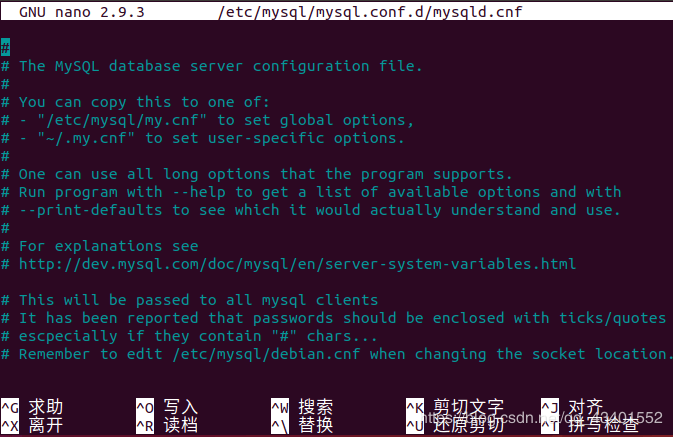 GNU nano 2.9.3 /etc/mysql/mysql.conf.d/mysqld.cnf
#
# The MySQL database server configuration file.
#
# You can copy this to one of:
# - "/etc/mysql/my.cnf" to set global options,
# - "~/.my.cnf" to set user-specific options.
#
# One can use all long options that the program supports.
# Run program with --help to get a list of available options and with
# --print-defaults to see which it would actually understand and use.
#
# For explanations see
# http://dev.mysql.com/doc/mysql/en/server-system-variables.html
# This will be passed to all mysql clients
# It has been reported that passwords should be enclosed with ticks/quotes
# escpecially if they contain "#" chars...
# Remember to edit /etc/mysql/debian.cnf when changing the socket location.
^G 求助 ^O 写入 ^W 搜索 ^K 剪切文字 ^J 对齐
^X 离开 ^R 读档 ^\ 替换 ^U 还原剪切 ^T 拼写检查
https://blog.csdn.net/qq_43401552